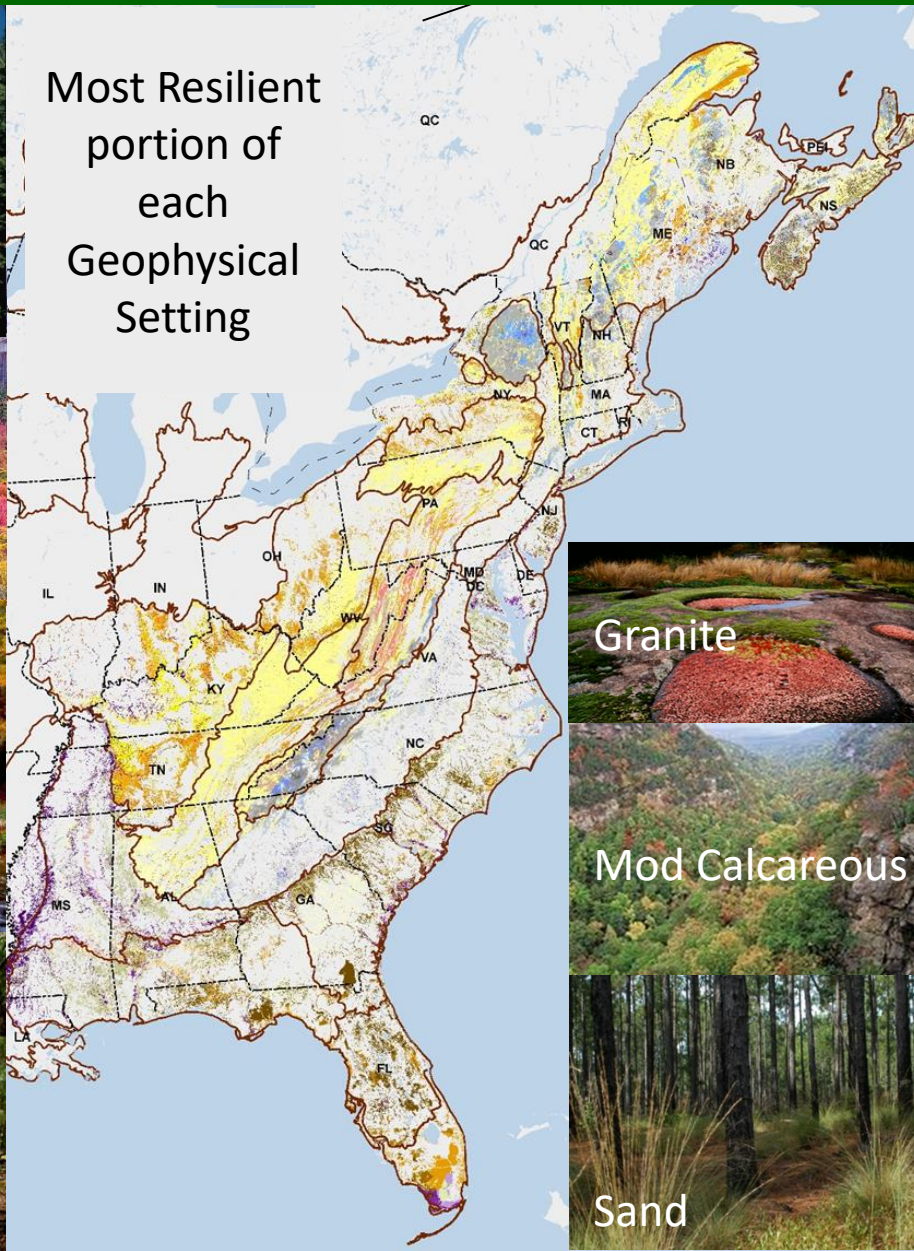 Most Resilient
portion of
each
Geophysical
Setting
QC
NB
PEI
NS
QC
ME
VT
NH
NY
MA
CT
RI
PA
NJ
OH
IN
IL
MD
DC
DE
WV
VA
KY
NC
TN
SC
MS
AL
GA
LA
FL
Granite
Mod Calcareous
Sand